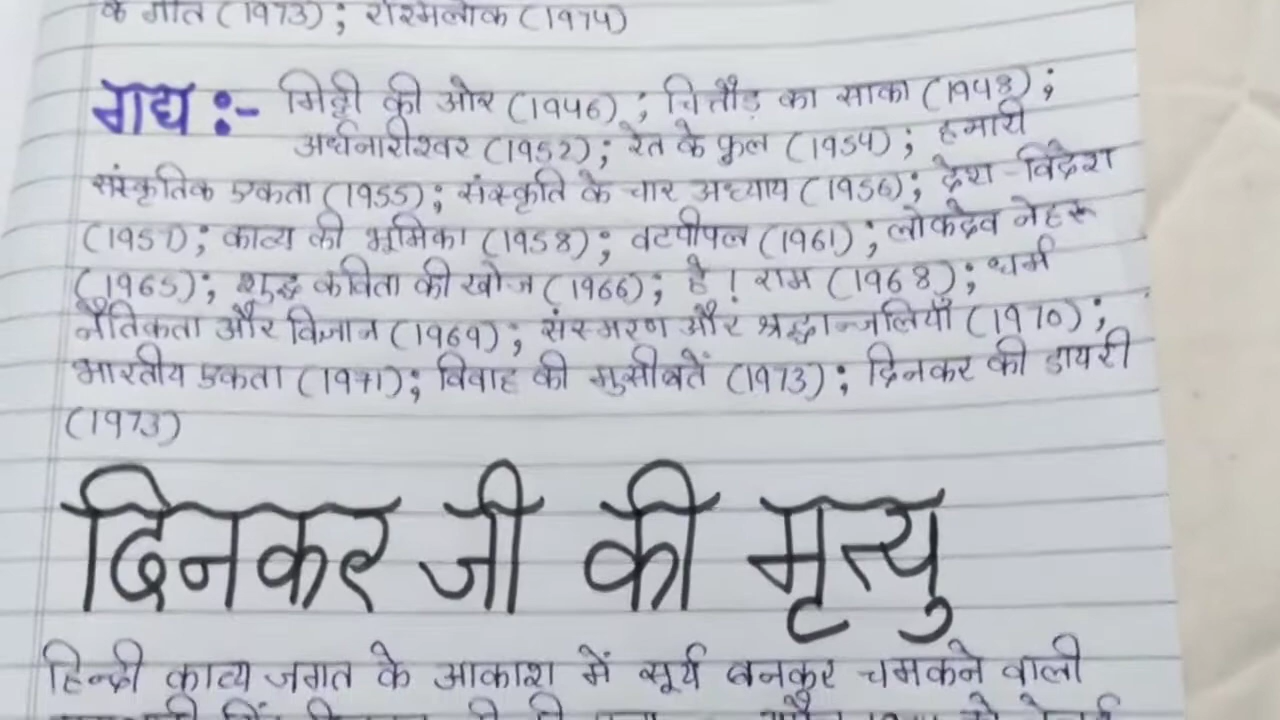 के गीत (1973); रश्मिलोक (1974)
गद्य :- मिट्टी की ओर (1946); चित्तौड़ का साका (1948);
अर्धनारीश्वर (1952); रेत के फूल (1954); हमारी
संस्कृतिक एकता (1955); संस्कृति के चार अध्याय (1956); देश-विदेश
(1957); काव्य की भूमिका (1958); वटपीपल (1961); लोकदेव नेहरू
(1965); शुद्ध कविता की खोज (1966); हे! राम (1968); धर्म
नैतिकता और विज्ञान (1969); संस्मरण और श्रद्धान्जलियाँ (1970);
भारतीय एकता (1971); विवाह की मुसीबतें (1973); दिनकर की डायरी
(1973)
दिनकर जी की मृत्यु
हिन्दी काव्य जगत के आकाश में सूर्य बनकर चमकने वाली